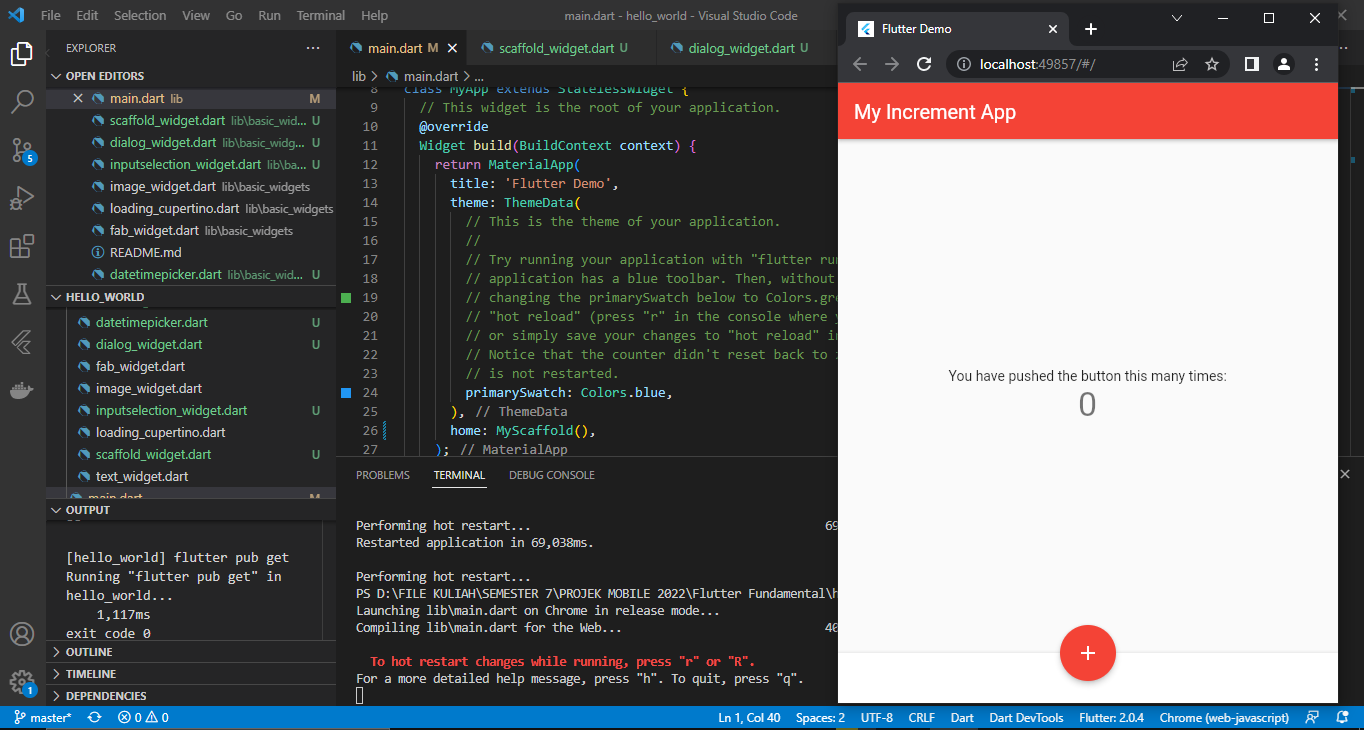 File Edit Selection View Go Run Terminal Help
main.dart - hello_world - Visual Studio Code
EXPLORER
OPEN EDITORS
main.dart lib M
scaffold_widget.dart lib\basic_wid... U
dialog_widget.dart lib\basic_widg... U
inputselection_widget.dart lib\ba... U
image_widget.dart lib\basic_widgets
loading_cupertino.dart lib\basic_widgets
fab_widget.dart lib\basic_widgets
README.md
datetimepicker.dart lib\basic_wid... U
HELLO_WORLD
datetimepicker.dart U
dialog_widget.dart U
fab_widget.dart
image_widget.dart
inputselection_widget.dart U
loading_cupertino.dart
scaffold_widget.dart U
text_widget.dart
main.dart M
OUTPUT
[hello_world] flutter pub get
Running "flutter pub get" in
hello_world...
1,117ms
exit code 0
OUTLINE
TIMELINE
DEPENDENCIES
5
1
main.dart M
scaffold_widget.dart U
dialog_widget.dart U
lib > main.dart > ...
8 class MyApp extends StatelessWidget {
9 // This widget is the root of your application.
10 @override
11 Widget build(BuildContext context) {
12 return MaterialApp(
13 title: 'Flutter Demo',
14 theme: ThemeData(
15 // This is the theme of your application.
16 //
17 // Try running your application with "flutter run
18 // application has a blue toolbar. Then, without
19 // changing the primarySwatch below to Colors.gre
20 // "hot reload" (press "r" in the console where y
21 // or simply save your changes to "hot reload" in
22 // Notice that the counter didn't reset back to z
23 // is not restarted.
24 primarySwatch: Colors.blue,
25 ), // ThemeData
26 home: MyScaffold(),
27 ); // MaterialApp
PROBLEMS TERMINAL DEBUG CONSOLE
Performing hot restart... 69
Restarted application in 69,038ms.
Performing hot restart...
PS D:\FILE KULIAH\SEMESTER 7\PROJEK MOBILE 2022\Flutter Fundamental\h
Launching lib\main.dart on Chrome in release mode...
Compiling lib\main.dart for the Web... 40
To hot restart changes while running, press "r" or "R".
For a more detailed help message, press "h". To quit, press "q".
Flutter Demo
localhost:49857/#/
My Increment App
You have pushed the button this many times:
0
+
master* 0 0 Ln 1, Col 40 Spaces: 2 UTF-8 CRLF Dart Dart DevTools Flutter: 2.0.4 Chrome (web-javascript)